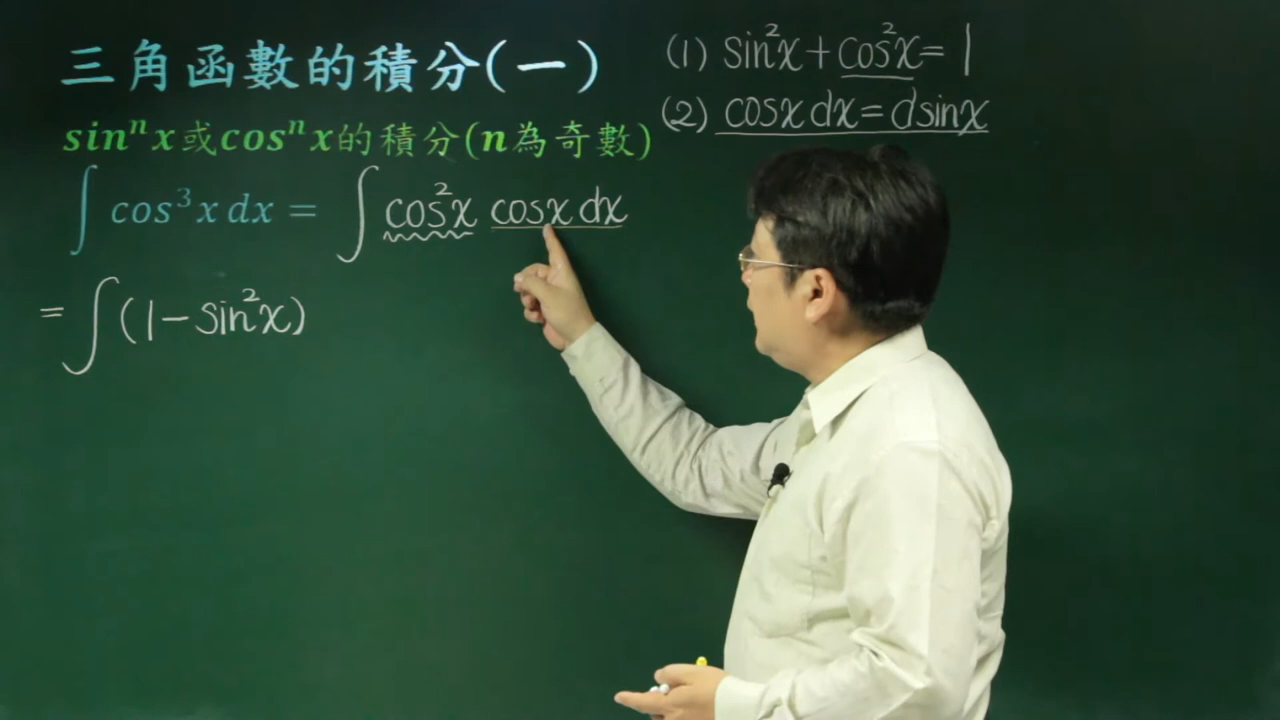 三角函數的積分(一)
sinⁿx或cosⁿx的積分(n為奇數)
∫ cos³x dx = ∫ cos²x cosx dx
= ∫ (1 − sin²x)
(1) sin²x + cos²x = 1
(2) cosx dx = d sinx